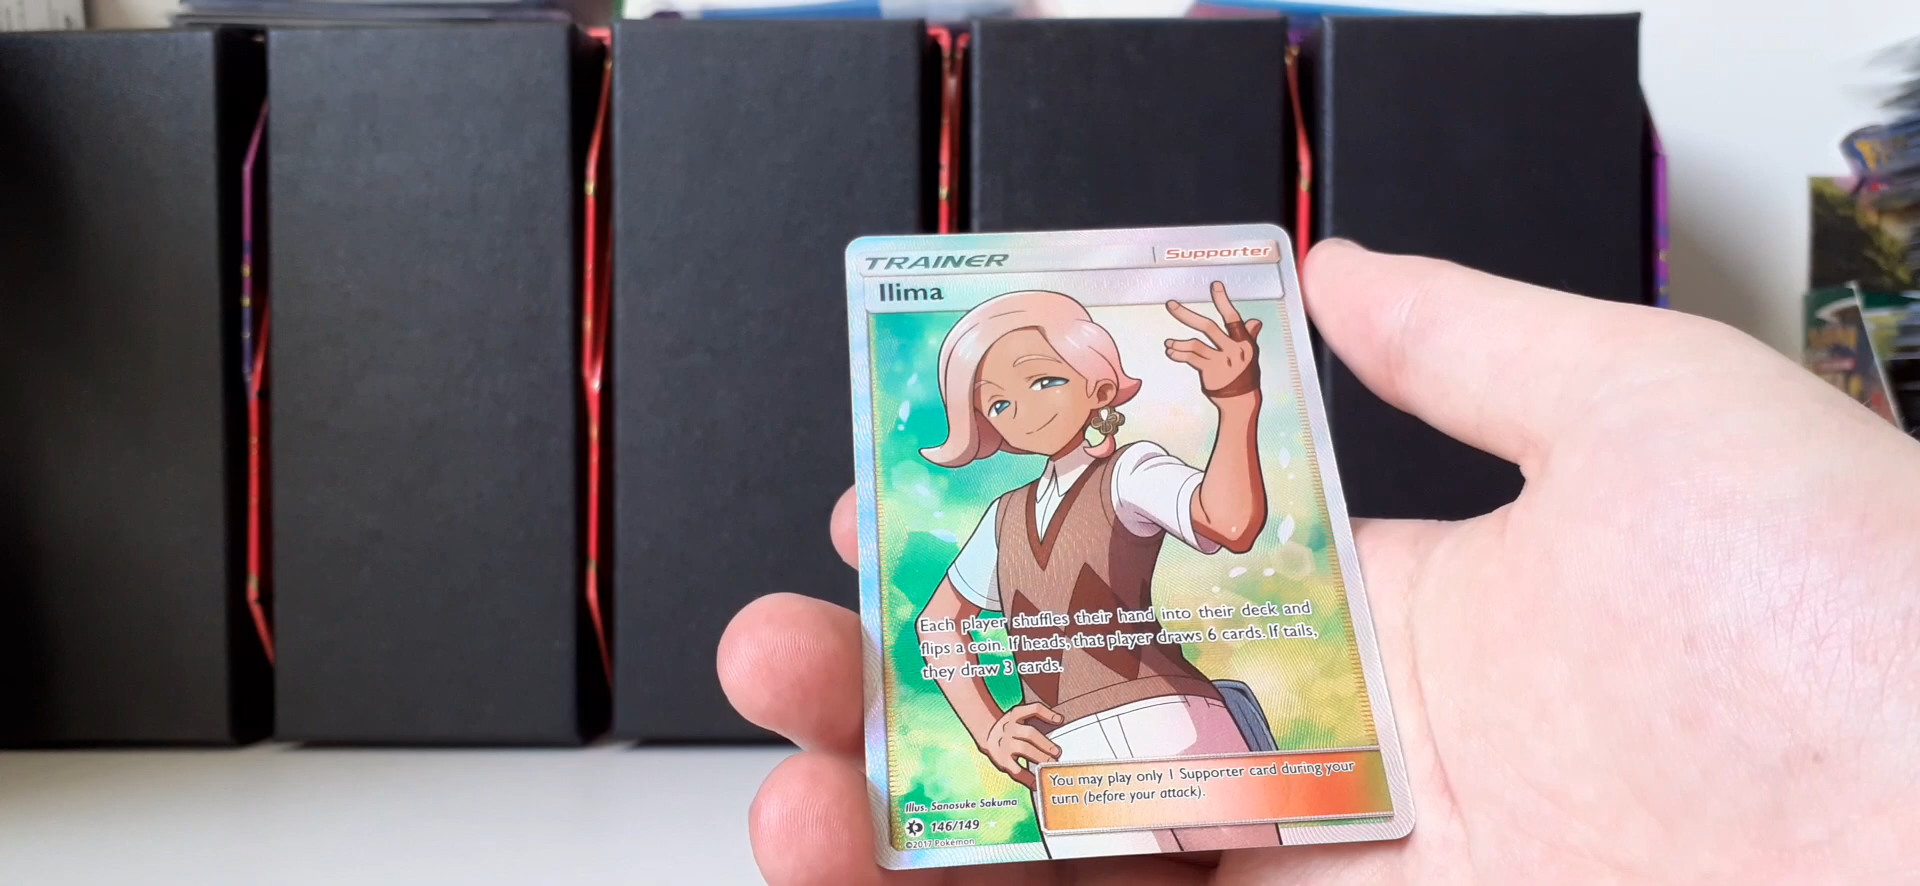 TRAINER
Supporter
Ilima
Each player shuffles their hand into their deck and
flips a coin. If heads, that player draws 6 cards. If tails,
they draw 3 cards.
You may play only 1 Supporter card during your
turn (before your attack).
Illus. Sanosuke Sakuma
146/149
©2017 Pokémon